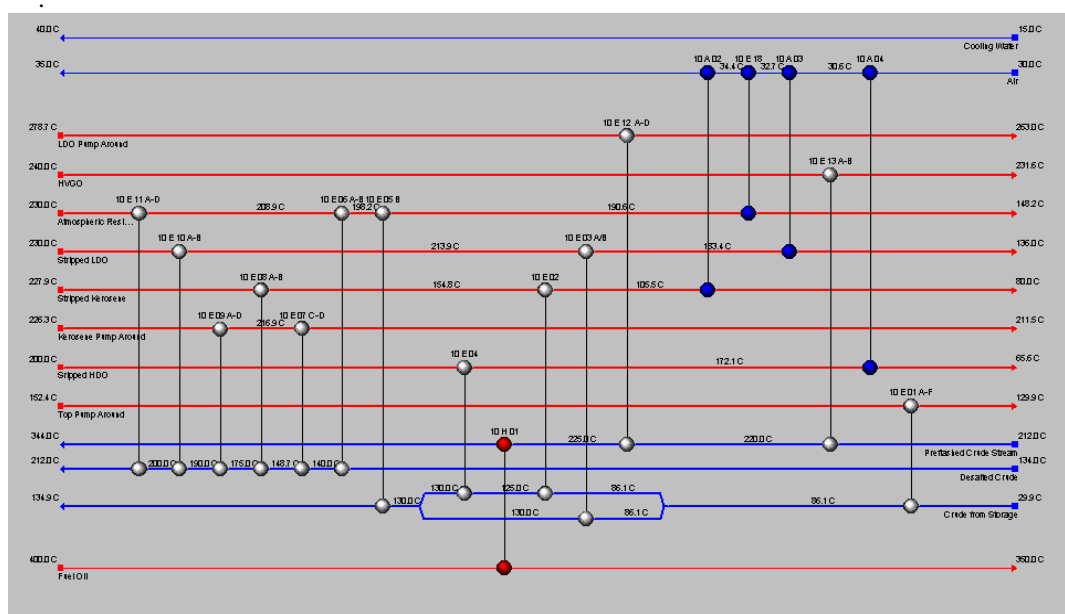 40.0 C 15.0 C
Cooling Water
10 A 02 10 E 18 10 A 03 10 A 04
35.0 C 34.4 C 32.7 C 30.6 C 30.0 C
Air
10 E 12 A-D
278.7 C 263.0 C
LDO Pump Around
10 E 13 A-B
240.0 C 231.6 C
HVGO
10 E 11 A-D 10 E 06 A-B 10 E 05 B
230.0 C 208.9 C 198.2 C 190.6 C 148.2 C
Atmospheric Resi...
10 E 10 A-B 10 E 03 A/B
230.0 C 213.9 C 183.4 C 136.0 C
Stripped LDO
10 E 08 A-B 10 E 02
227.9 C 154.8 C 105.5 C 80.0 C
Stripped Kerosene
10 E 09 A-D 10 E 07 C-D
226.3 C 216.9 C 211.5 C
Kerosene Pump Around
10 E 04
200.0 C 172.1 C 65.6 C
Sripped HDO
10 E 01 A-F
152.4 C 129.9 C
Top Pump Around
10 H 01
344.0 C 225.0 C 220.0 C 212.0 C
Preflashed Crude Stream
212.0 C 200.0 C 190.0 C 175.0 C 148.7 C 140.0 C 134.0 C
Desalted Crude
130.0 C 125.0 C 86.1 C
134.9 C 130.0 C 86.1 C 29.9 C
130.0 C 86.1 C Crude from Storage
400.0 C 350.0 C
Fuel Oil